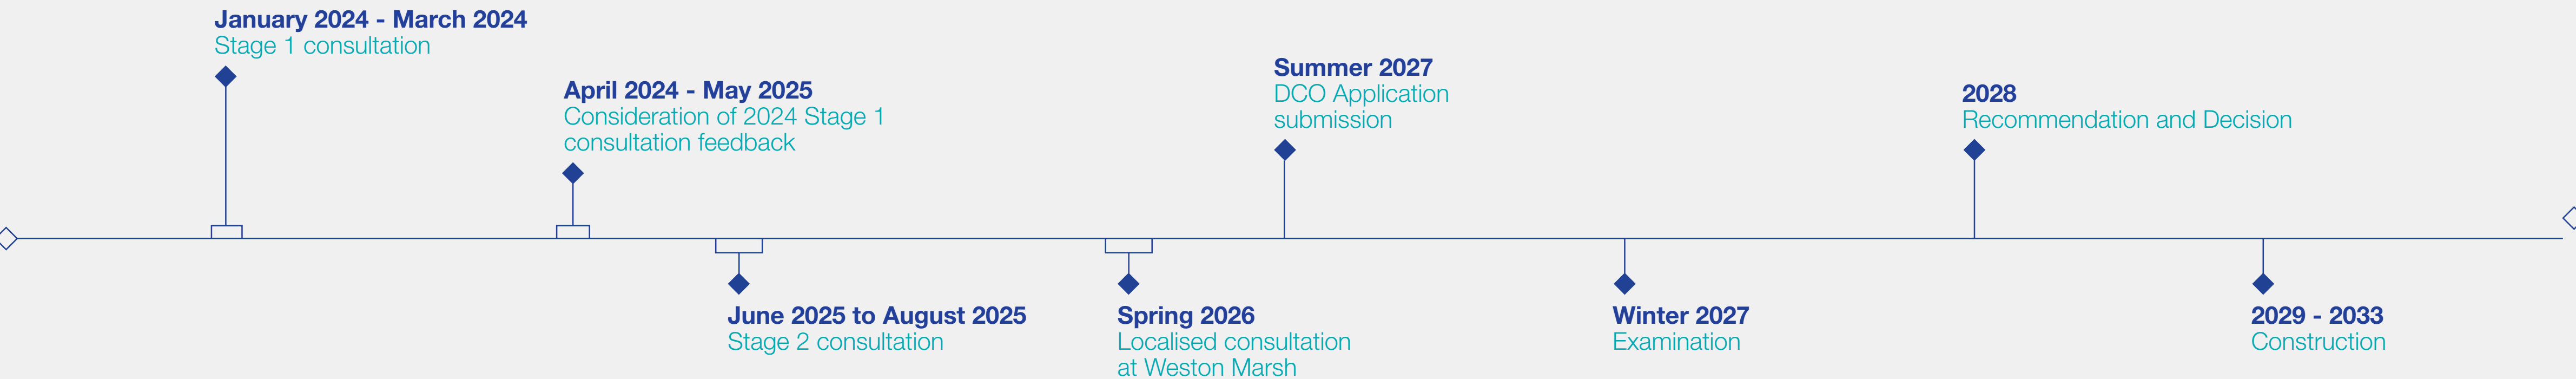 January 2024 - March 2024
Stage 1 consultation
April 2024 - May 2025
Consideration of 2024 Stage 1
consultation feedback
June 2025 to August 2025
Stage 2 consultation
Spring 2026
Localised consultation
at Weston Marsh
Summer 2027
DCO Application
submission
Winter 2027
Examination
2028
Recommendation and Decision
2029 - 2033
Construction